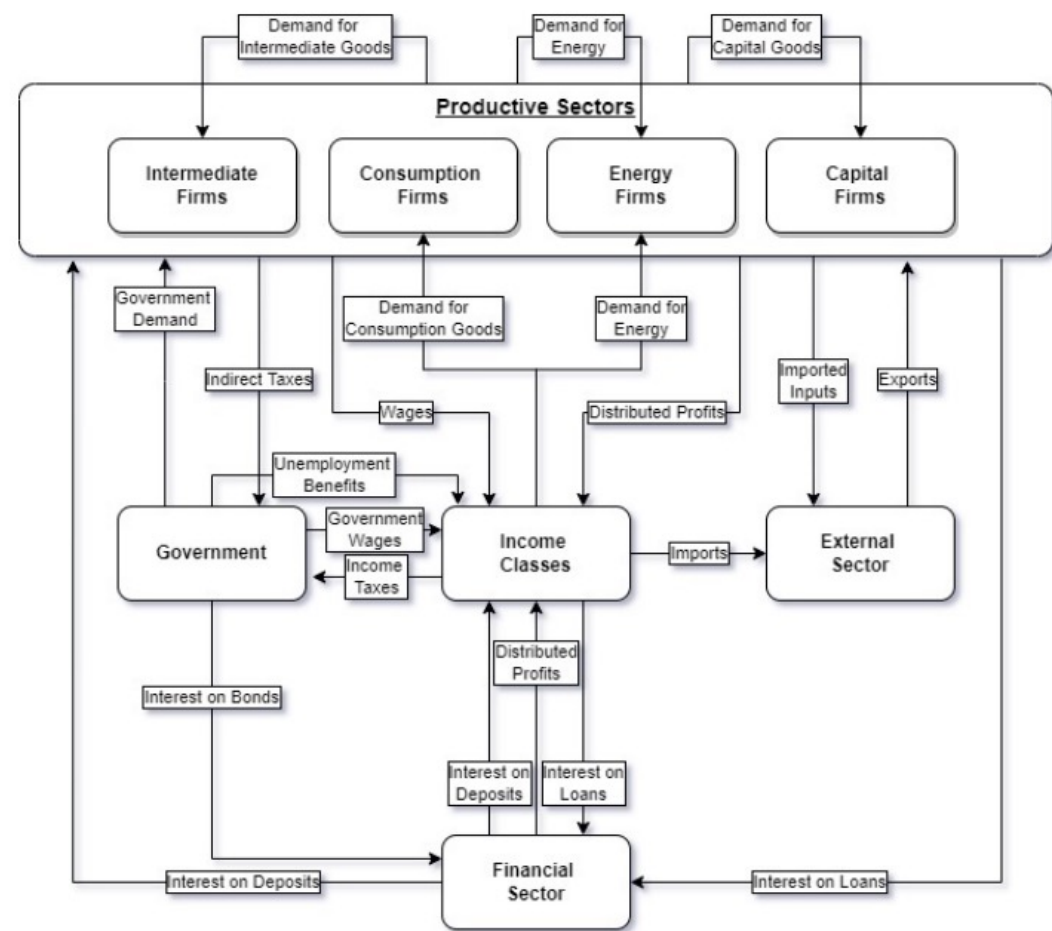 Demand for
Intermediate Goods
Demand for
Energy
Demand for
Capital Goods
Productive Sectors
Intermediate
Firms
Consumption
Firms
Energy
Firms
Capital
Firms
Government
Demand
Demand for
Consumption Goods
Demand for
Energy
Indirect Taxes
Wages
Distributed Profits
Imported
Inputs
Exports
Unemployment
Benefits
Government
Government
Wages
Income
Taxes
Income
Classes
Imports
External
Sector
Distributed
Profits
Interest on Bonds
Interest on
Deposits
Interest on
Loans
Financial
Sector
Interest on Deposits
Interest on Loans